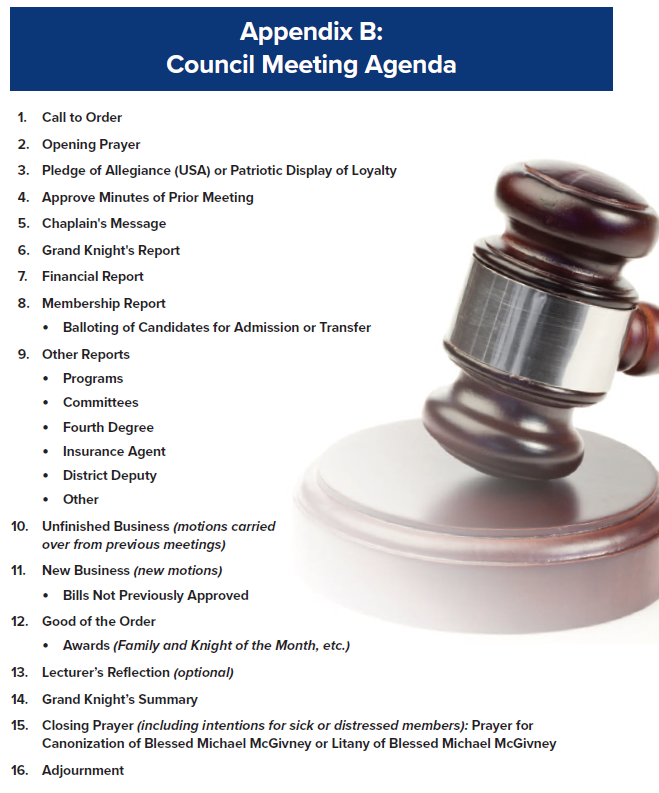 Appendix B:
Council Meeting Agenda
1. Call to Order
2. Opening Prayer
3. Pledge of Allegiance (USA) or Patriotic Display of Loyalty
4. Approve Minutes of Prior Meeting
5. Chaplain's Message
6. Grand Knight's Report
7. Financial Report
8. Membership Report
• Balloting of Candidates for Admission or Transfer
9. Other Reports
• Programs
• Committees
• Fourth Degree
• Insurance Agent
• District Deputy
• Other
10. Unfinished Business (motions carried
over from previous meetings)
11. New Business (new motions)
• Bills Not Previously Approved
12. Good of the Order
• Awards (Family and Knight of the Month, etc.)
13. Lecturer’s Reflection (optional)
14. Grand Knight’s Summary
15. Closing Prayer (including intentions for sick or distressed members): Prayer for
Canonization of Blessed Michael McGivney or Litany of Blessed Michael McGivney
16. Adjournment